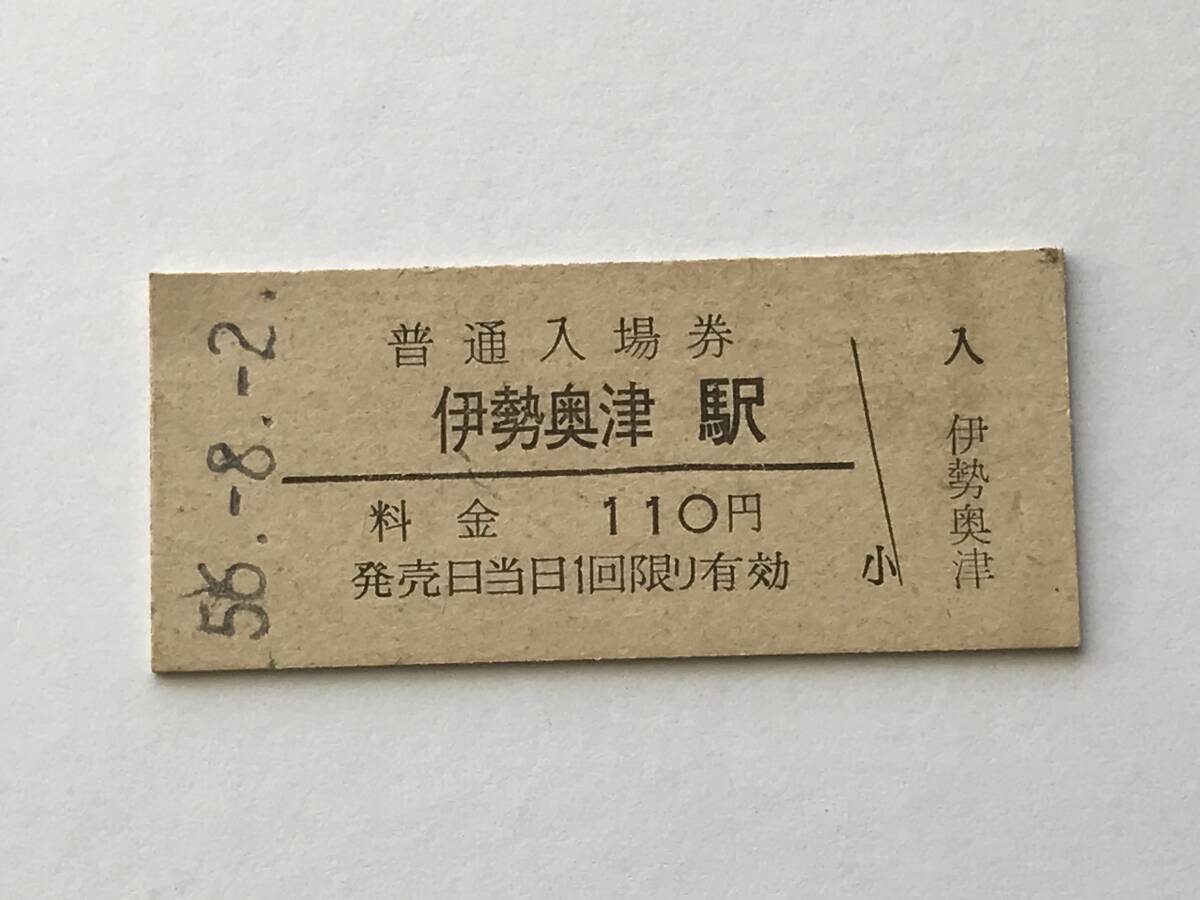 56.-8.-2.
普通入場券
伊勢奥津 駅
料金 110円
発売日当日1回限り有効
小
入
伊勢奥津